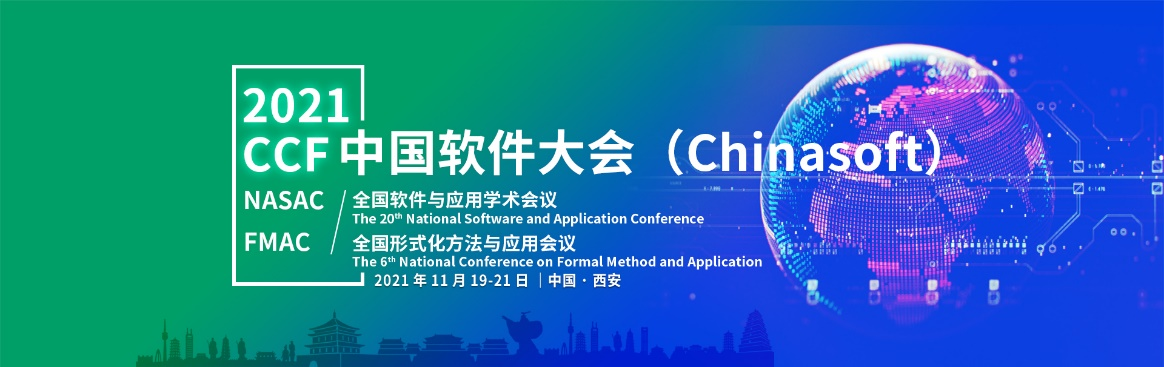 2021
CCF中国软件大会（Chinasoft）
NASAC
全国软件与应用学术会议
The 20th National Software and Application Conference
FMAC
全国形式化方法与应用会议
The 6th National Conference on Formal Method and Application
2021 年 11 月 19-21 日 ｜中国 · 西安